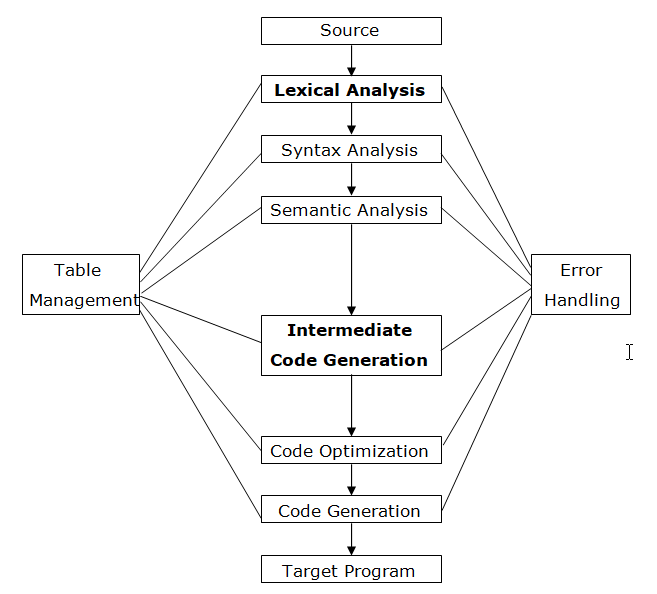 Source
Lexical Analysis
Syntax Analysis
Semantic Analysis
Table
Management
Error
Handling
Intermediate
Code Generation
Code Optimization
Code Generation
Target Program